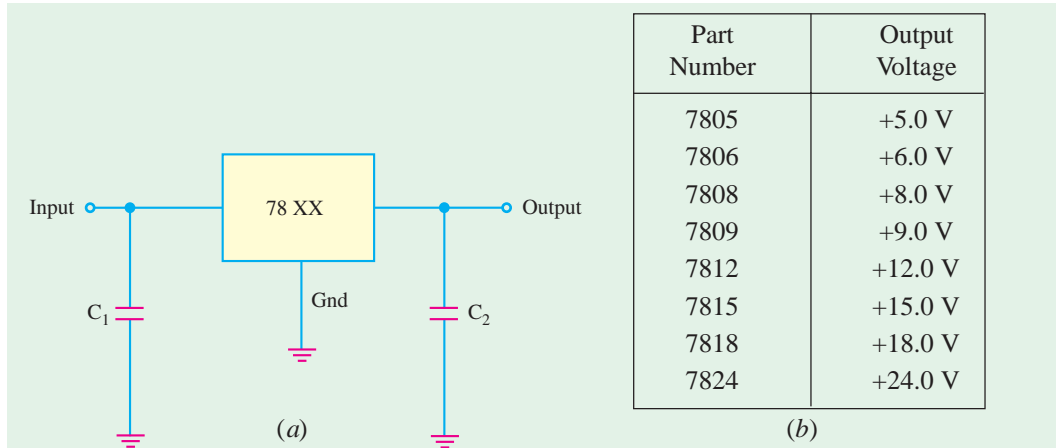 Input
78 XX
Output
C1
Gnd
C2
(a)
Part Number Output Voltage
7805 +5.0 V
7806 +6.0 V
7808 +8.0 V
7809 +9.0 V
7812 +12.0 V
7815 +15.0 V
7818 +18.0 V
7824 +24.0 V
(b)